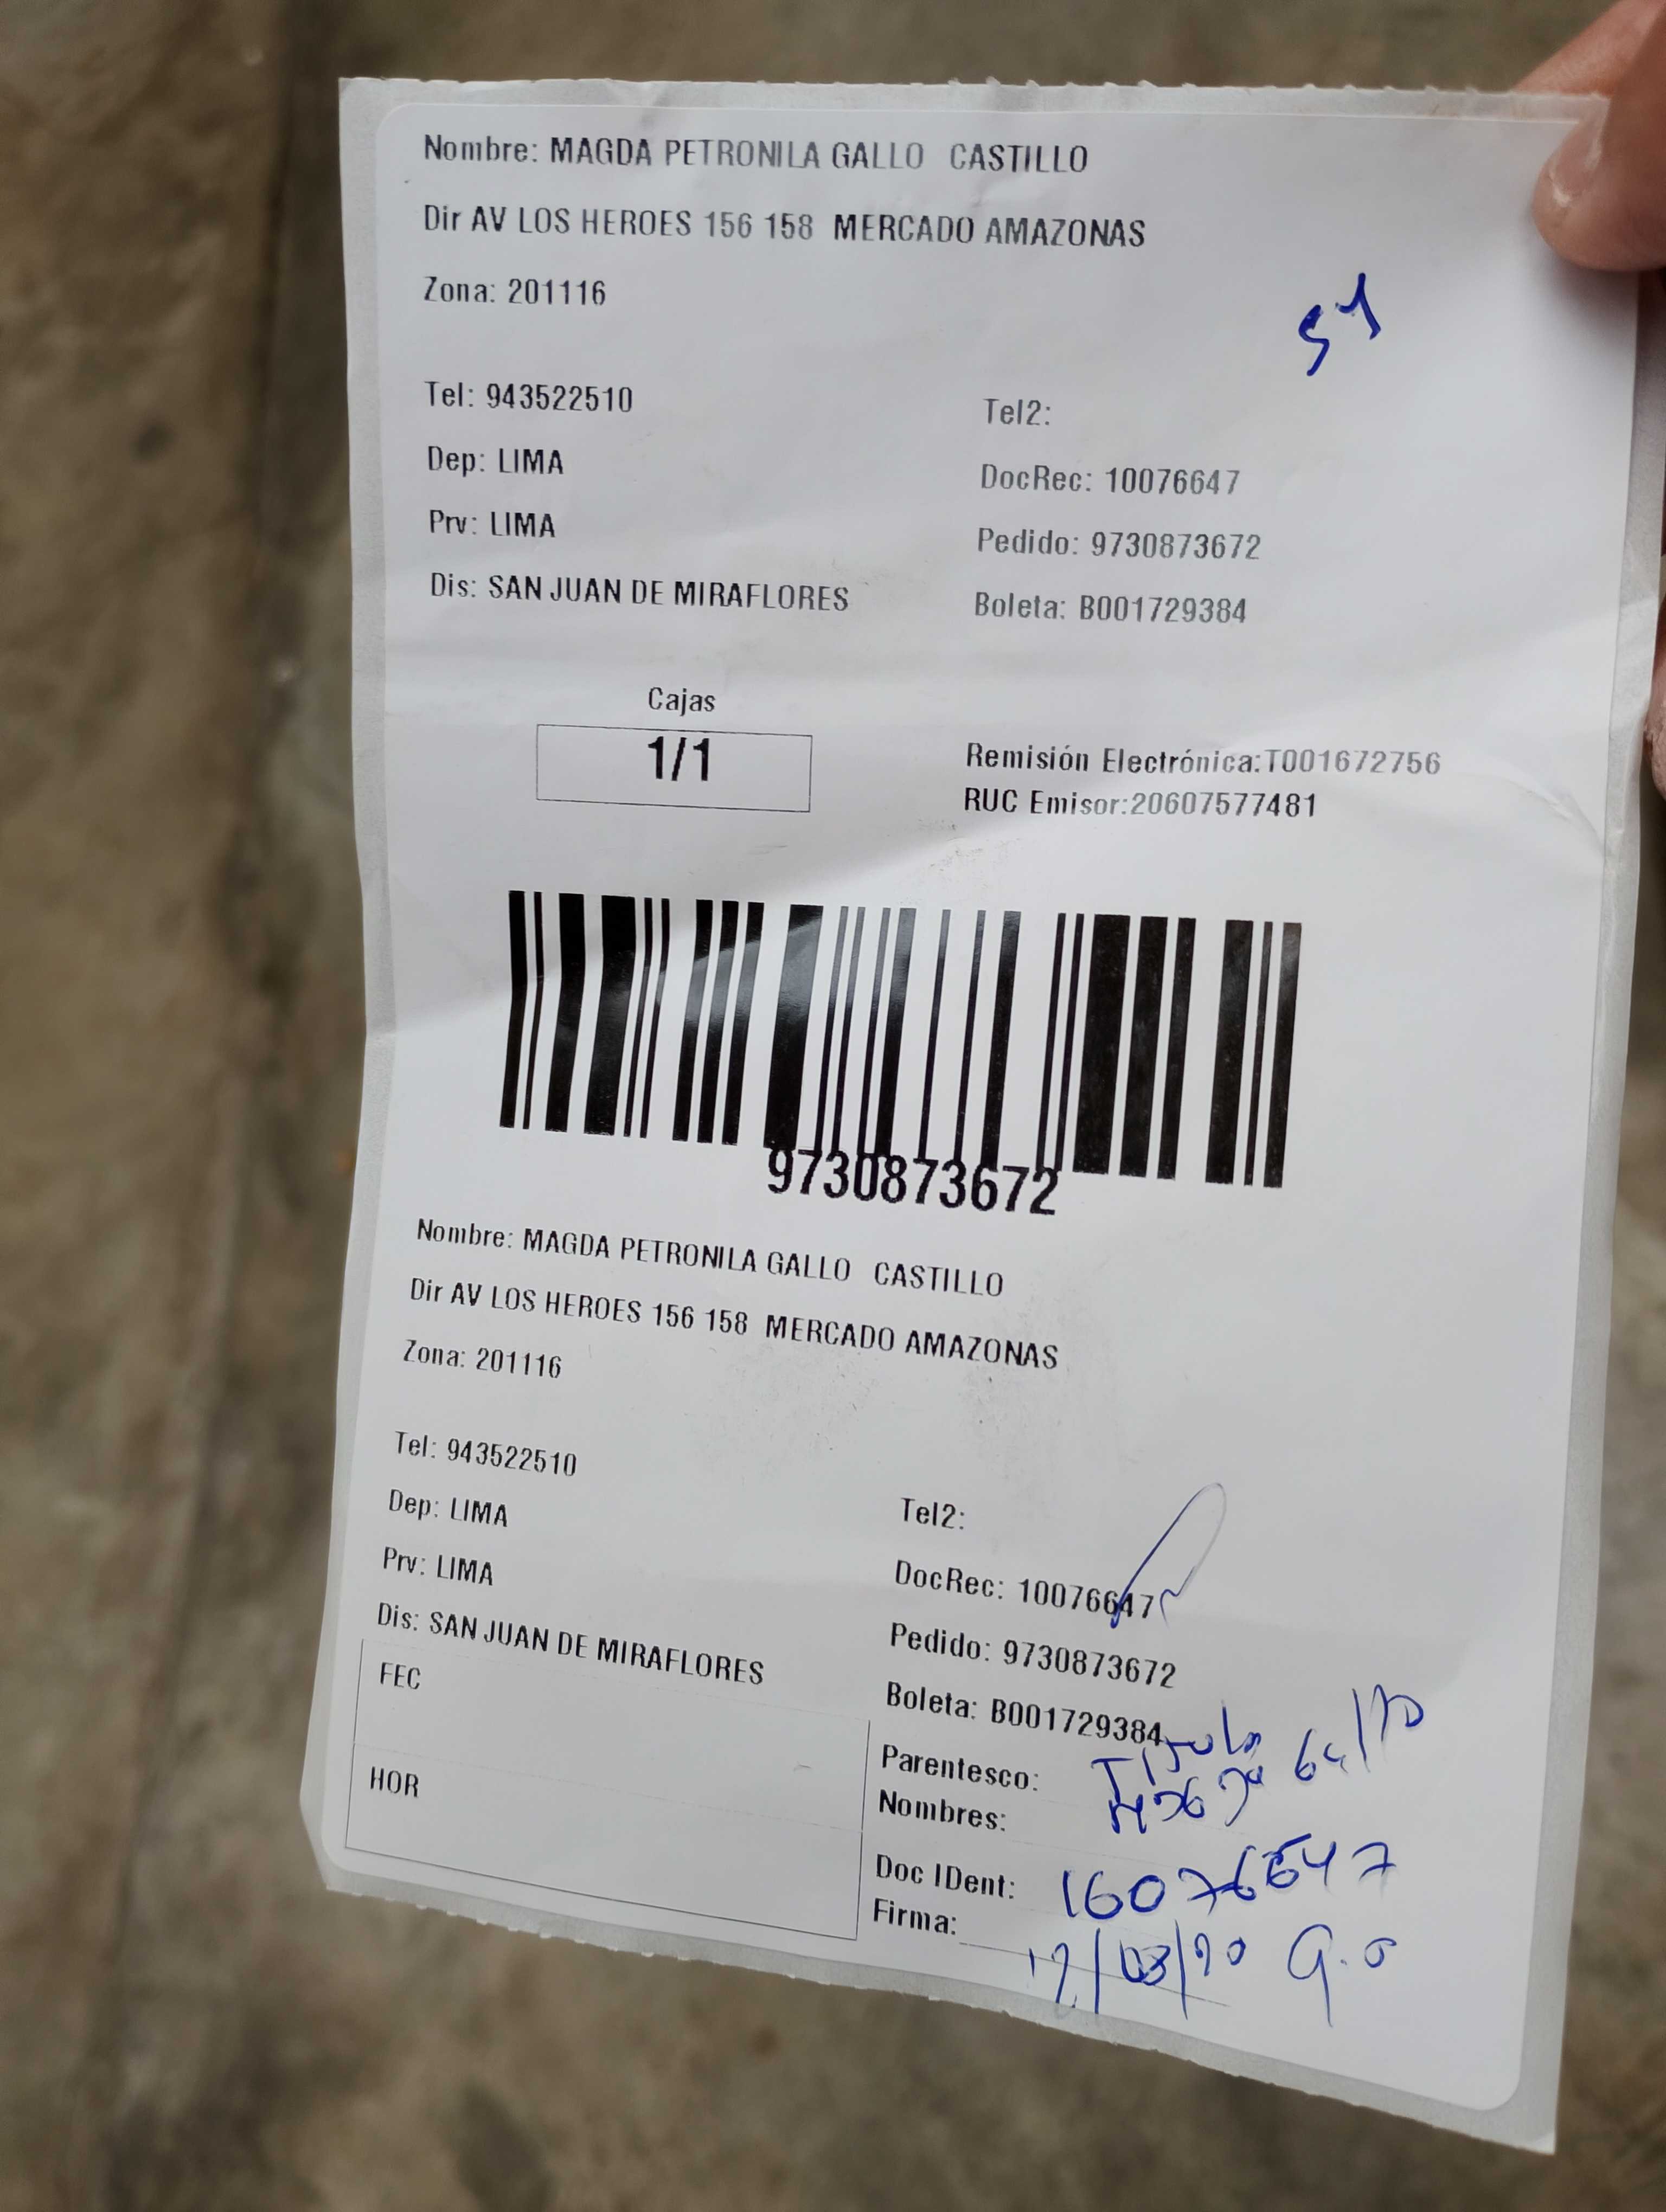 Nombre: MAGDA PETRONILA GALLO CASTILLO
Dir AV LOS HEROES 156 158 MERCADO AMAZONAS
Zona: 201116
51
Tel: 943522510
Tel2:
Dep: LIMA
DocRec: 10076647
Prv: LIMA
Pedido: 9730873672
Dis: SAN JUAN DE MIRAFLORES
Boleta: B001729384
Cajas
1/1
Remisión Electrónica:T001672756
RUC Emisor:20607577481
9730873672
Nombre: MAGDA PETRONILA GALLO CASTILLO
Dir AV LOS HEROES 156 158 MERCADO AMAZONAS
Zona: 201116
Tel: 943522510
Tel2:
Dep: LIMA
DocRec: 10076647
Prv: LIMA
Pedido: 9730873672
Dis: SAN JUAN DE MIRAFLORES
Boleta: B001729384
FEC
HOR
Parentesco:
Nombres: Gallo
Doc IDent:
Firma: